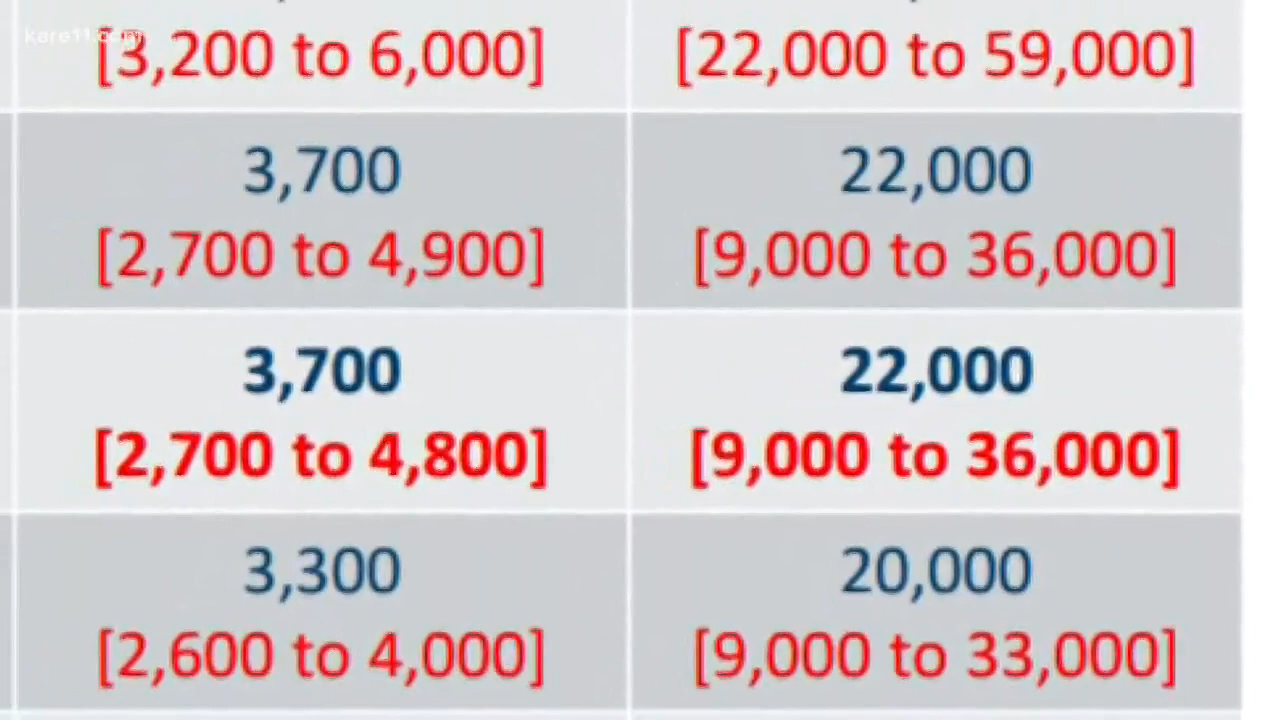 kare11.com
[3,200 to 6,000] [22,000 to 59,000]
3,700 22,000
[2,700 to 4,900] [9,000 to 36,000]
3,700 22,000
[2,700 to 4,800] [9,000 to 36,000]
3,300 20,000
[2,600 to 4,000] [9,000 to 33,000]